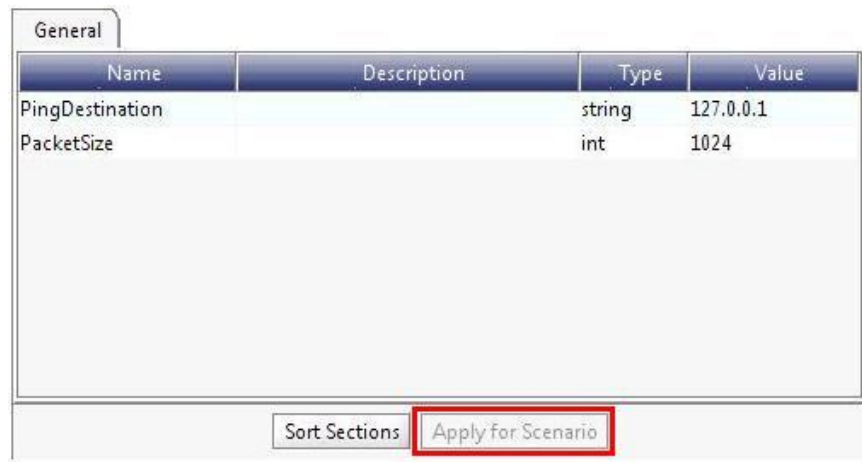 General
Name Description Type Value
PingDestination string 127.0.0.1
PacketSize int 1024
Sort Sections Apply for Scenario